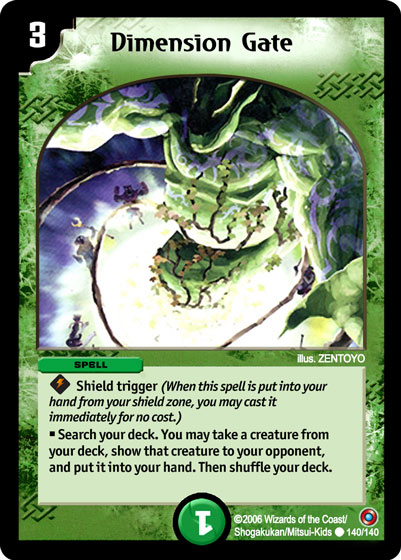 3
Dimension Gate
illus. ZENTOYO
SPELL
Shield trigger (When this spell is put into your
hand from your shield zone, you may cast it
immediately for no cost.)
▪ Search your deck. You may take a creature from
your deck, show that creature to your opponent,
and put it into your hand. Then shuffle your deck.
1
©2006 Wizards of the Coast/
Shogakukan/Mitsui-Kids ● 140/140